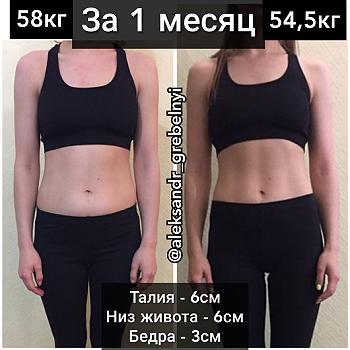 58кг
За 1 месяц
54,5кг
@aleksandr_grebelnyi
Талия - 6см
Низ живота - 6см
Бедра - 3см